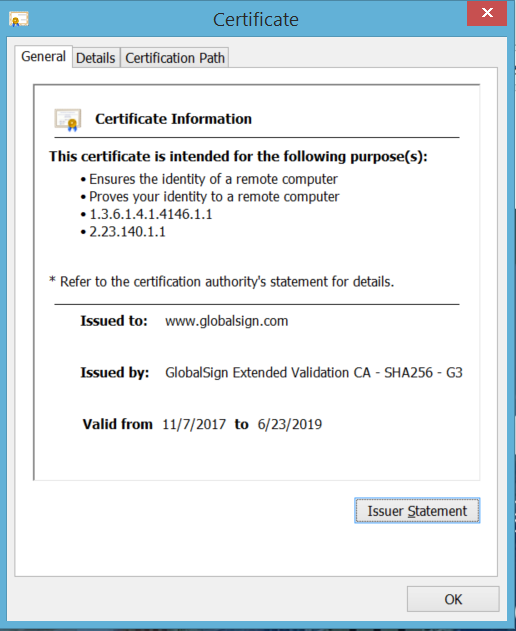 Certificate
General Details Certification Path
Certificate Information
This certificate is intended for the following purpose(s):
• Ensures the identity of a remote computer
• Proves your identity to a remote computer
• 1.3.6.1.4.1.4146.1.1
• 2.23.140.1.1
* Refer to the certification authority's statement for details.
Issued to: www.globalsign.com
Issued by: GlobalSign Extended Validation CA - SHA256 - G3
Valid from 11/7/2017 to 6/23/2019
Issuer Statement
OK